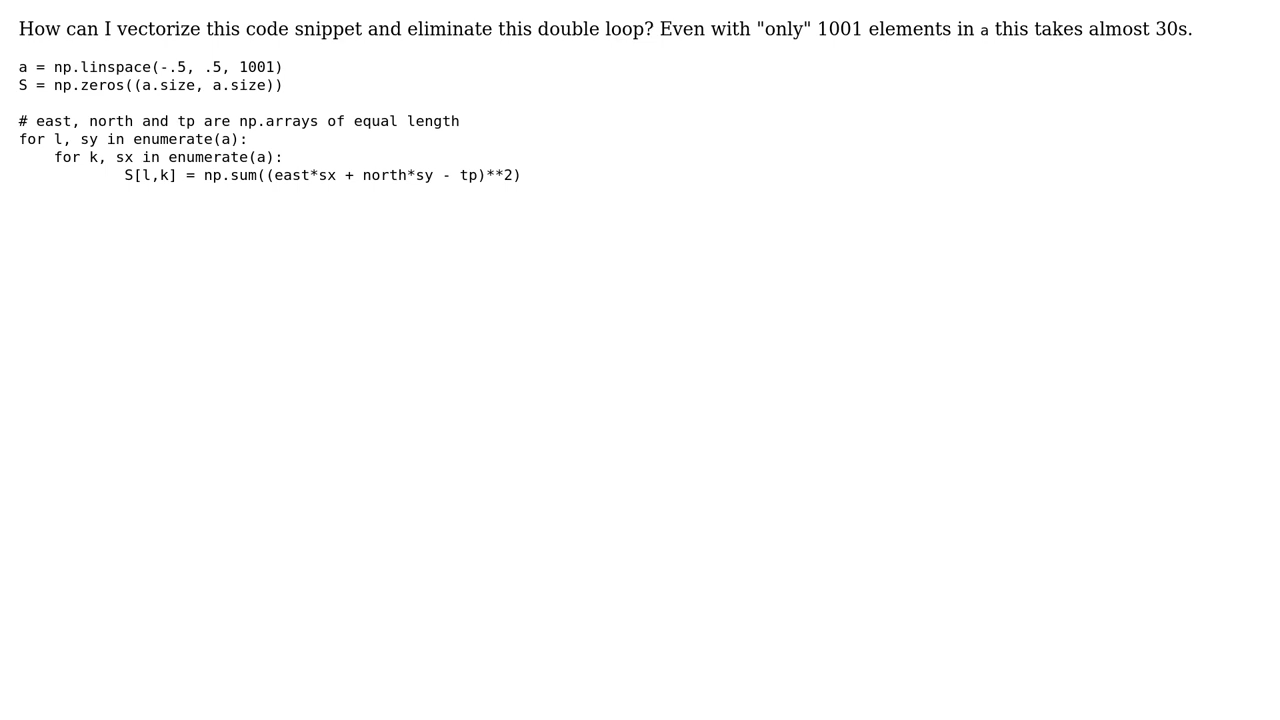 How can I vectorize this code snippet and eliminate this double loop? Even with "only" 1001 elements in a this takes almost 30s.
a = np.linspace(-.5, .5, 1001)
S = np.zeros((a.size, a.size))
# east, north and tp are np.arrays of equal length
for l, sy in enumerate(a):
    for k, sx in enumerate(a):
            S[l,k] = np.sum((east*sx + north*sy - tp)**2)